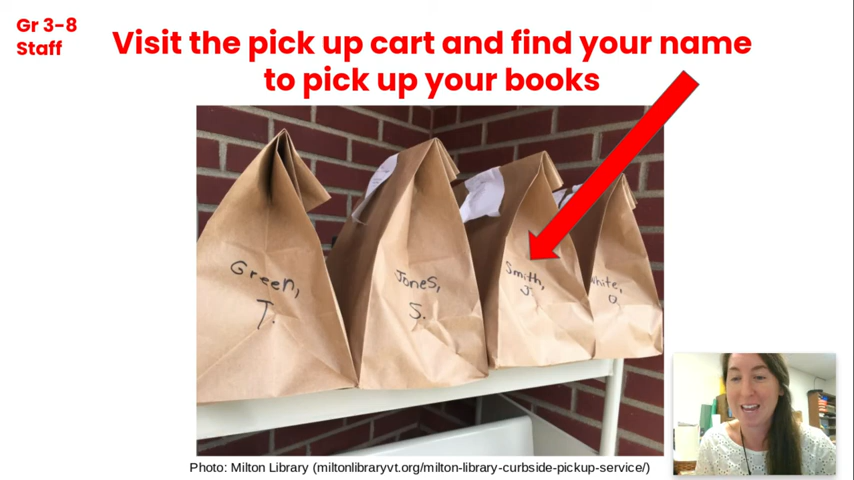 Gr 3-8
Staff
Visit the pick up cart and find your name
to pick up your books
Green,
T.
Jones,
S.
Smith,
J.
White,
O.
Photo: Milton Library (miltonlibraryvt.org/milton-library-curbside-pickup-service/)